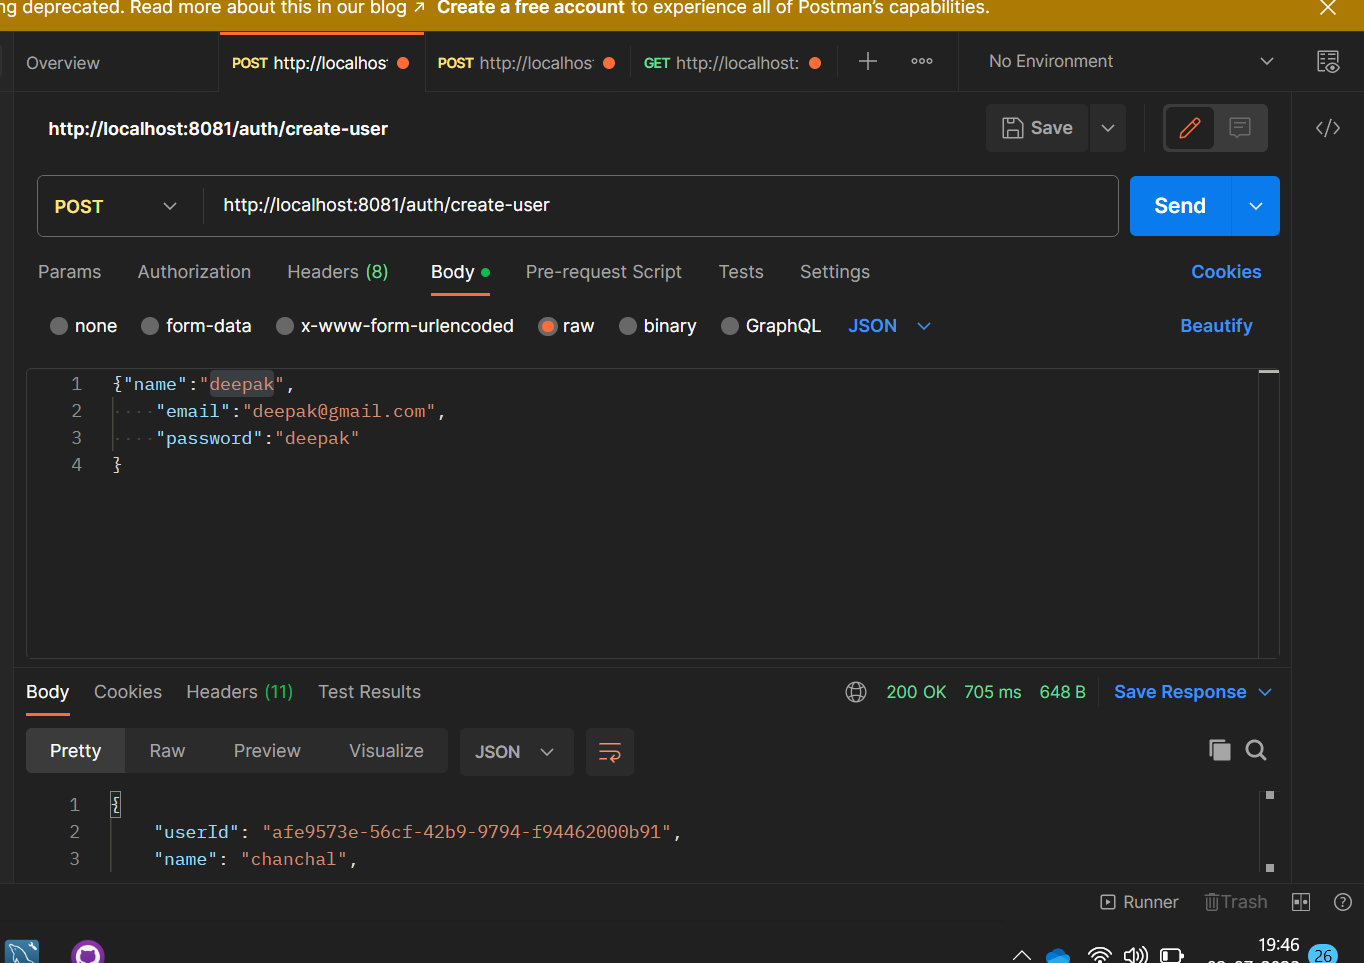 ng deprecated. Read more about this in our blog ↗ Create a free account to experience all of Postman's capabilities.
Overview
POST http://localhos
POST http://localhos
GET http://localhost:
No Environment
http://localhost:8081/auth/create-user
Save
POST
http://localhost:8081/auth/create-user
Send
Params Authorization Headers (8) Body Pre-request Script Tests Settings Cookies
none form-data x-www-form-urlencoded raw binary GraphQL JSON Beautify
1 {"name":"deepak",
2 "email":"deepak@gmail.com",
3 "password":"deepak"
4 }
Body Cookies Headers (11) Test Results 200 OK 705 ms 648 B Save Response
Pretty Raw Preview Visualize JSON
1 {
2 "userId": "afe9573e-56cf-42b9-9794-f94462000b91",
3 "name": "chanchal",
Runner Trash
19:46
26